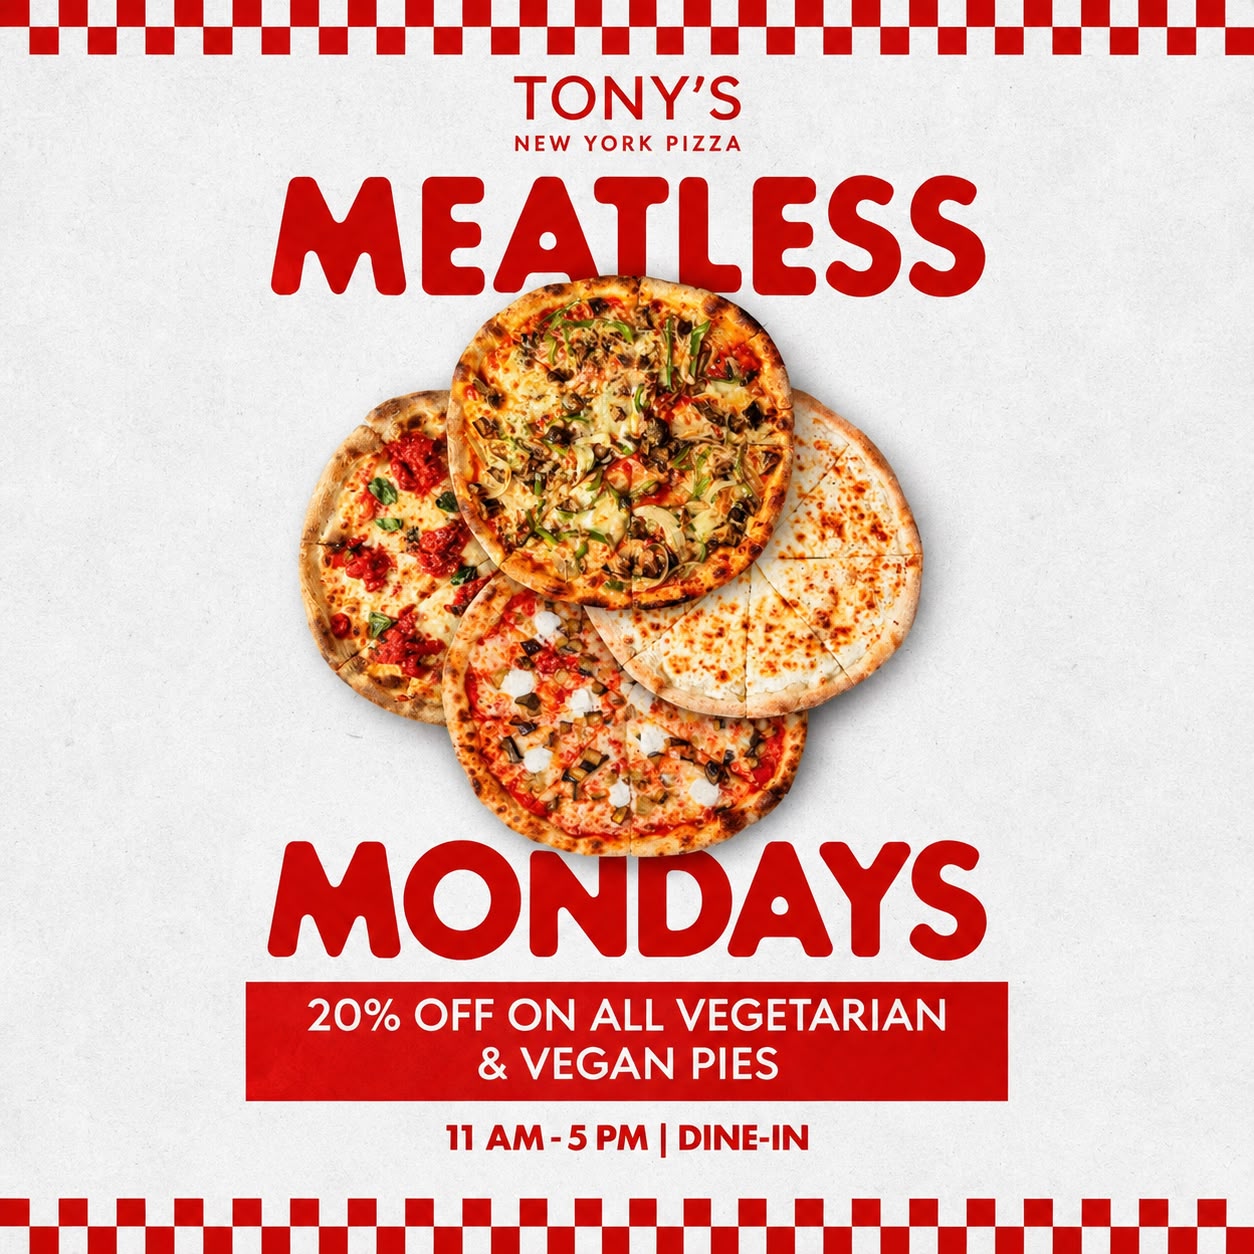 TONY'S
NEW YORK PIZZA
MEATLESS
MONDAYS
20% OFF ON ALL VEGETARIAN
& VEGAN PIES
11 AM - 5 PM | DINE-IN